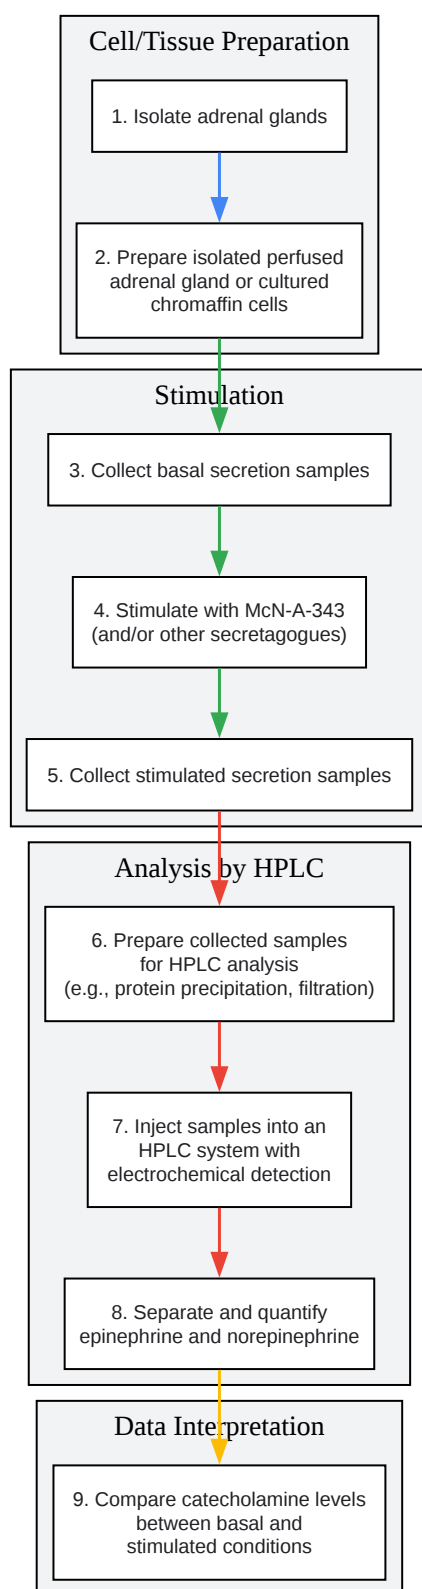 Cell/Tissue Preparation
1. Isolate adrenal glands
2. Prepare isolated perfused
adrenal gland or cultured
chromaffin cells
Stimulation
3. Collect basal secretion samples
4. Stimulate with McN-A-343
(and/or other secretagogues)
5. Collect stimulated secretion samples
Analysis by HPLC
6. Prepare collected samples
for HPLC analysis
(e.g., protein precipitation, filtration)
7. Inject samples into an
HPLC system with
electrochemical detection
8. Separate and quantify
epinephrine and norepinephrine
Data Interpretation
9. Compare catecholamine levels
between basal and
stimulated conditions